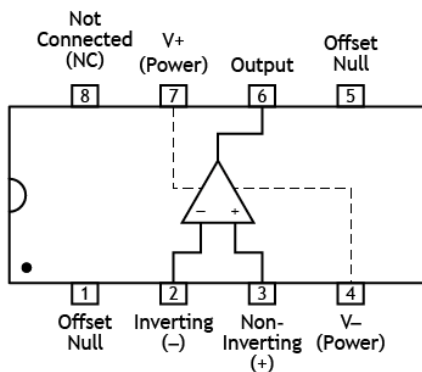 Not
Connected
(NC)
V+
(Power)
Output
Offset
Null
8
7
6
5
–
+
1
2
3
4
Offset
Null
Inverting
(–)
Non-
Inverting
(+)
V–
(Power)